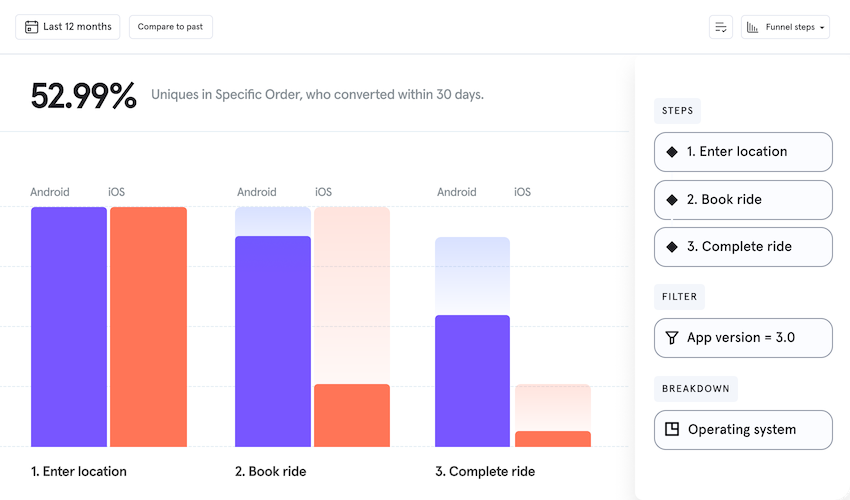 Last 12 months
Compare to past
Funnel steps
52.99%
Uniques in Specific Order, who converted within 30 days.
Android iOS
Android iOS
Android iOS
1. Enter location
2. Book ride
3. Complete ride
STEPS
1. Enter location
2. Book ride
3. Complete ride
FILTER
App version = 3.0
BREAKDOWN
Operating system